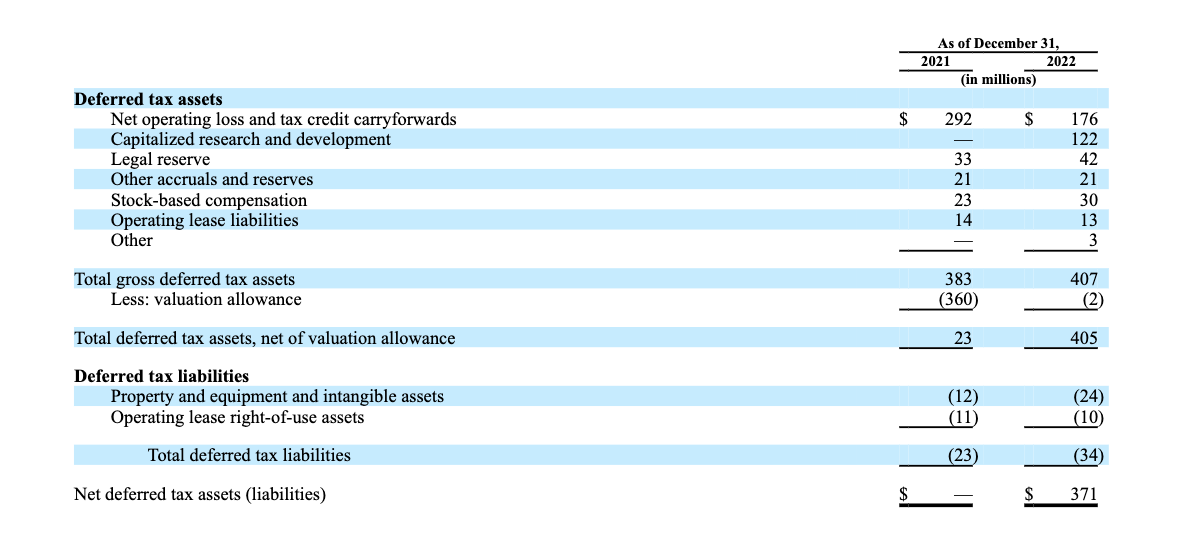 As of December 31,
2021 2022
(in millions)
Deferred tax assets
Net operating loss and tax credit carryforwards $ 292 $ 176
Capitalized research and development — 122
Legal reserve 33 42
Other accruals and reserves 21 21
Stock-based compensation 23 30
Operating lease liabilities 14 13
Other — 3
Total gross deferred tax assets 383 407
Less: valuation allowance (360) (2)
Total deferred tax assets, net of valuation allowance 23 405
Deferred tax liabilities
Property and equipment and intangible assets (12) (24)
Operating lease right-of-use assets (11) (10)
Total deferred tax liabilities (23) (34)
Net deferred tax assets (liabilities) $ — $ 371